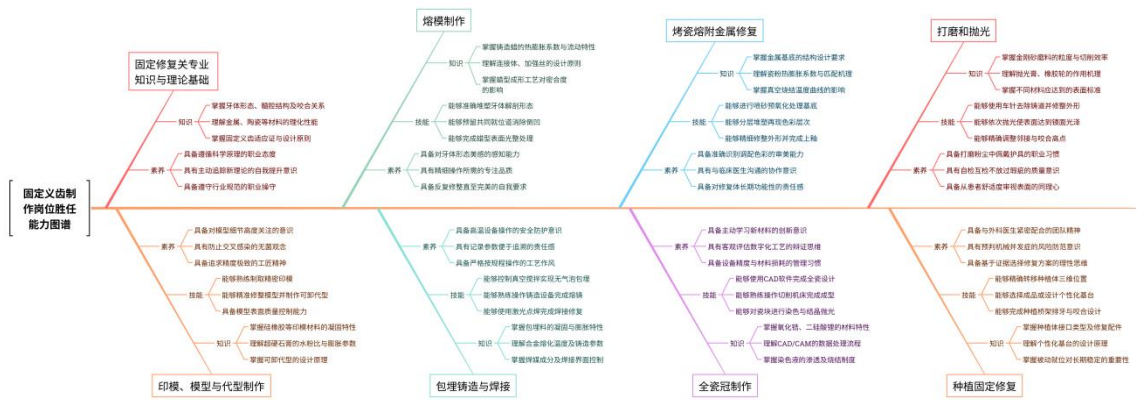 固定义齿制
作岗位胜任
能力图谱
固定修复关专业
知识与理论基础
知识
掌握牙体形态、髓腔结构及咬合关系
理解金属、陶瓷等材料的理化性能
掌握固定义齿适应证与设计原则
素养
具备遵循科学原理的职业态度
具有主动追踪新理论的自我提升意识
具备遵守行业规范的职业操守
熔模制作
知识
掌握铸造蜡的热膨胀系数与流动特性
理解连接体、加强丝的设计原则
掌握蜡型成形工艺对密合度
的影响
技能
能够准确堆塑牙体解剖形态
能够预留共同就位道消除倒凹
能够完成蜡型表面光整处理
素养
具备对牙体形态美感的感知能力
具有精细操作所需的专注品质
具备反复修整直至完美的自我要求
烤瓷熔附金属修复
知识
掌握金属基底的结构设计要求
理解瓷粉热膨胀系数与匹配机理
掌握真空烧结温度曲线的影响
技能
能够进行喷砂预氧化处理基底
能够分层堆塑再现色彩层次
能够精细修整外形并完成上釉
素养
具备准确识别调配色彩的审美能力
具有与临床医生沟通的协作意识
具备对修复体长期功能性的责任感
打磨和抛光
知识
掌握金刚砂磨料的粒度与切削效率
理解抛光膏、橡胶轮的作用机理
掌握不同材料应达到的表面标准
技能
能够使用车针去除铸道并修整外形
能够依次抛光使表面达到镜面光泽
能够精确调整邻接与咬合高点
素养
具备打磨粉尘中佩戴护具的职业习惯
具有自检互检不放过瑕疵的质量意识
具备从患者舒适度审视表面的同理心
素养
具备对模型细节高度关注的意识
具有防止交叉感染的无菌观念
具备追求精度极致的工匠精神
技能
能够熟练制取精密印模
能够精准修整模型并制作可卸代型
具备模型表面质量控制能力
知识
掌握硅橡胶等印模材料的凝固特性
理解超硬石膏的水粉比与膨胀参数
掌握可卸代型的设计原理
印模、模型与代型制作
素养
具备高温设备操作的安全防护意识
具有记录参数便于追溯的责任感
具备严格按规程操作的工艺作风
技能
能够控制真空搅拌实现无气泡包埋
能够熟练操作铸造设备完成熔铸
能够使用激光点焊完成焊接修复
知识
掌握包埋料的凝固与膨胀特性
理解合金熔化温度及铸造参数
掌握焊媒成分及焊接界面控制
包埋铸造与焊接
素养
具备主动学习新材料的创新意识
具有客观评估数字化工艺的辩证思维
具备设备精度与材料损耗的管理习惯
技能
能够使用CAD软件完全瓷设计
能够熟练操作切削机床完成成型
能够对瓷块进行染色与结晶抛光
知识
掌握氧化锆、二硅酸锂的材料特性
理解CAD/CAM的数据处理流程
掌握染色液的渗透及烧结制度
全瓷冠制作
素养
具备与外科医生紧密配合的团队精神
具有预判机械并发症的风险防范意识
具备基于证据选择修复方案的理性思维
技能
能够精确转移种植体三维位置
能够选择成品或设计个性化基台
能够完成种植桥架排牙与咬合设计
知识
掌握种植体接口类型及修复配件
理解个性化基台的设计原理
掌握被动就位对长期稳定的重要性
种植固定修复